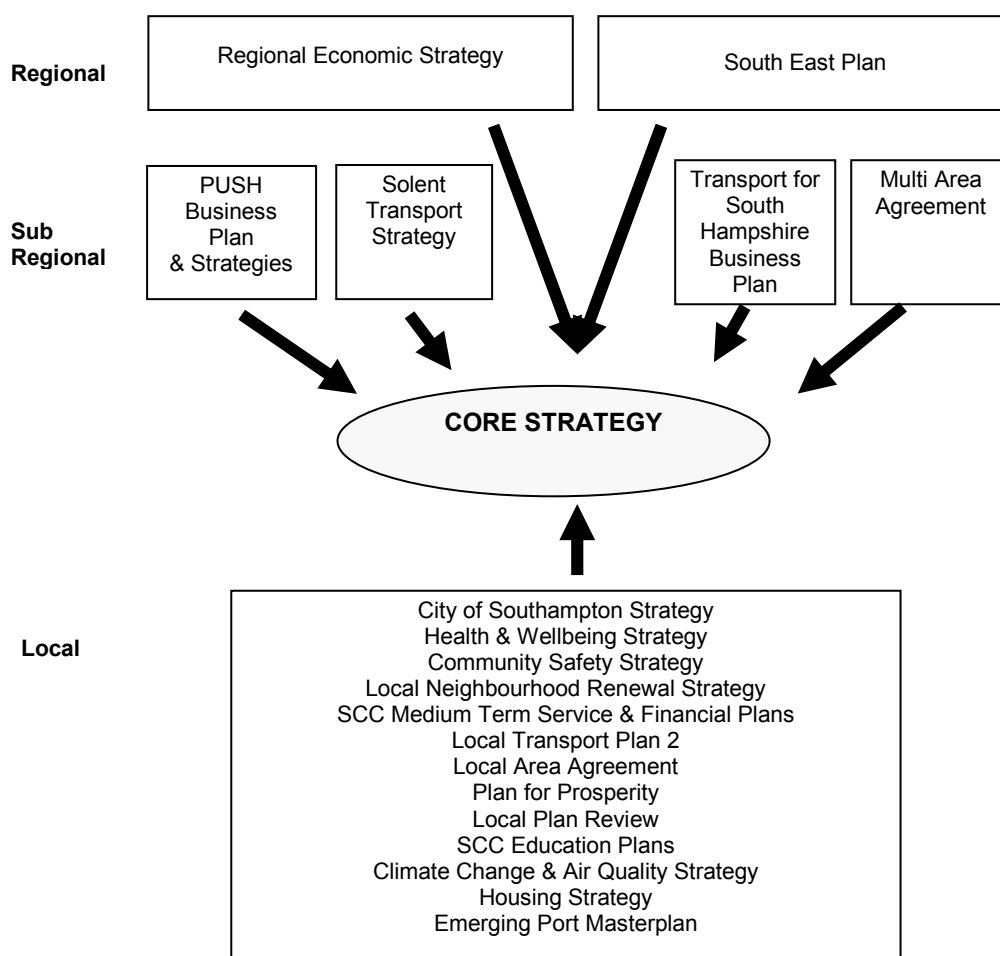 Regional
Regional Economic Strategy
South East Plan
Sub
Regional
PUSH
Business
Plan
& Strategies
Solent
Transport
Strategy
Transport for
South
Hampshire
Business
Plan
Multi Area
Agreement
CORE STRATEGY
Local
City of Southampton Strategy
Health & Wellbeing Strategy
Community Safety Strategy
Local Neighbourhood Renewal Strategy
SCC Medium Term Service & Financial Plans
Local Transport Plan 2
Local Area Agreement
Plan for Prosperity
Local Plan Review
SCC Education Plans
Climate Change & Air Quality Strategy
Housing Strategy
Emerging Port Masterplan